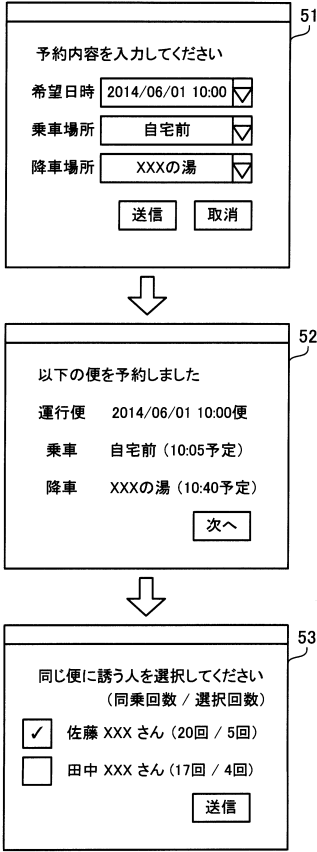 51
予約内容を入力してください
希望日時 2014/06/01 10:00
乗車場所 自宅前
降車場所 XXXの湯
送信 取消
52
以下の便を予約しました
運行便 2014/06/01 10:00便
乗車 自宅前 (10:05予定)
降車 XXXの湯 (10:40予定)
次へ
53
同じ便に誘う人を選択してください
(同乗回数 / 選択回数)
佐藤 XXX さん (20回 / 5回)
田中 XXX さん (17回 / 4回)
送信